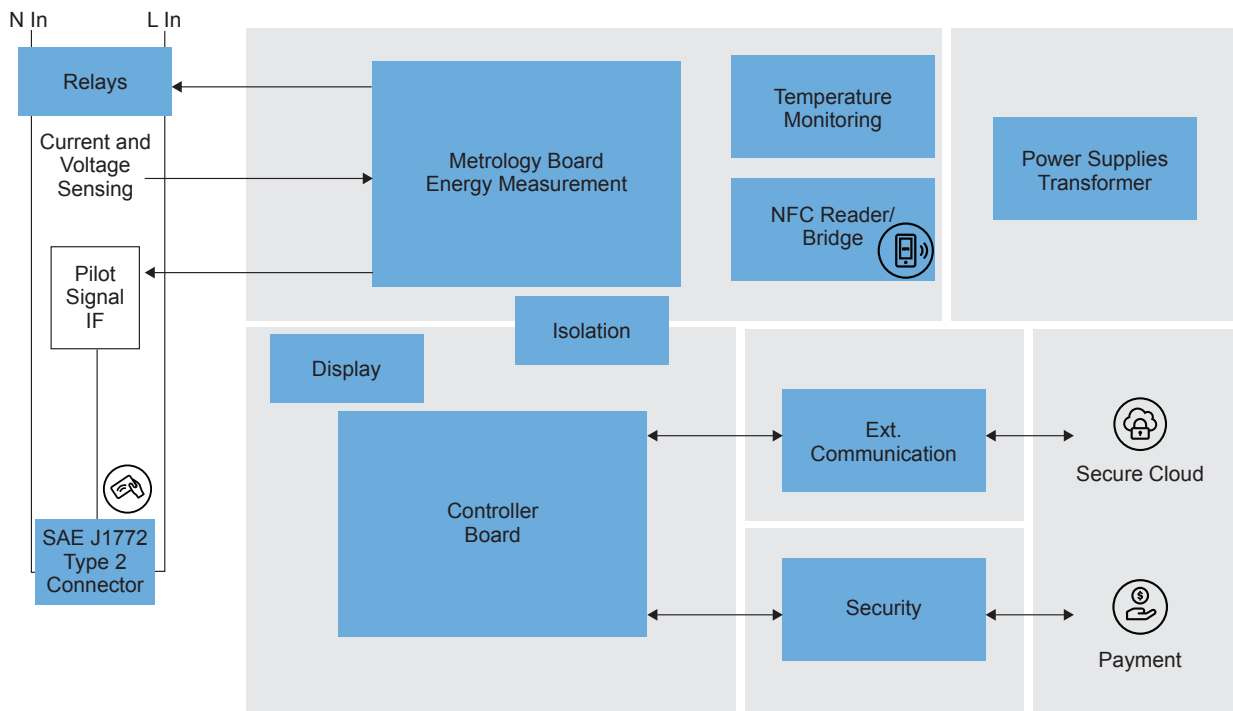 N In
L In
Relays
Current and
Voltage
Sensing
Pilot
Signal
IF
SAE J1772
Type 2
Connector
Metrology Board
Energy Measurement
Temperature
Monitoring
NFC Reader/
Bridge
Power Supplies
Transformer
Isolation
Display
Controller
Board
Ext.
Communication
Security
Secure Cloud
$
Payment